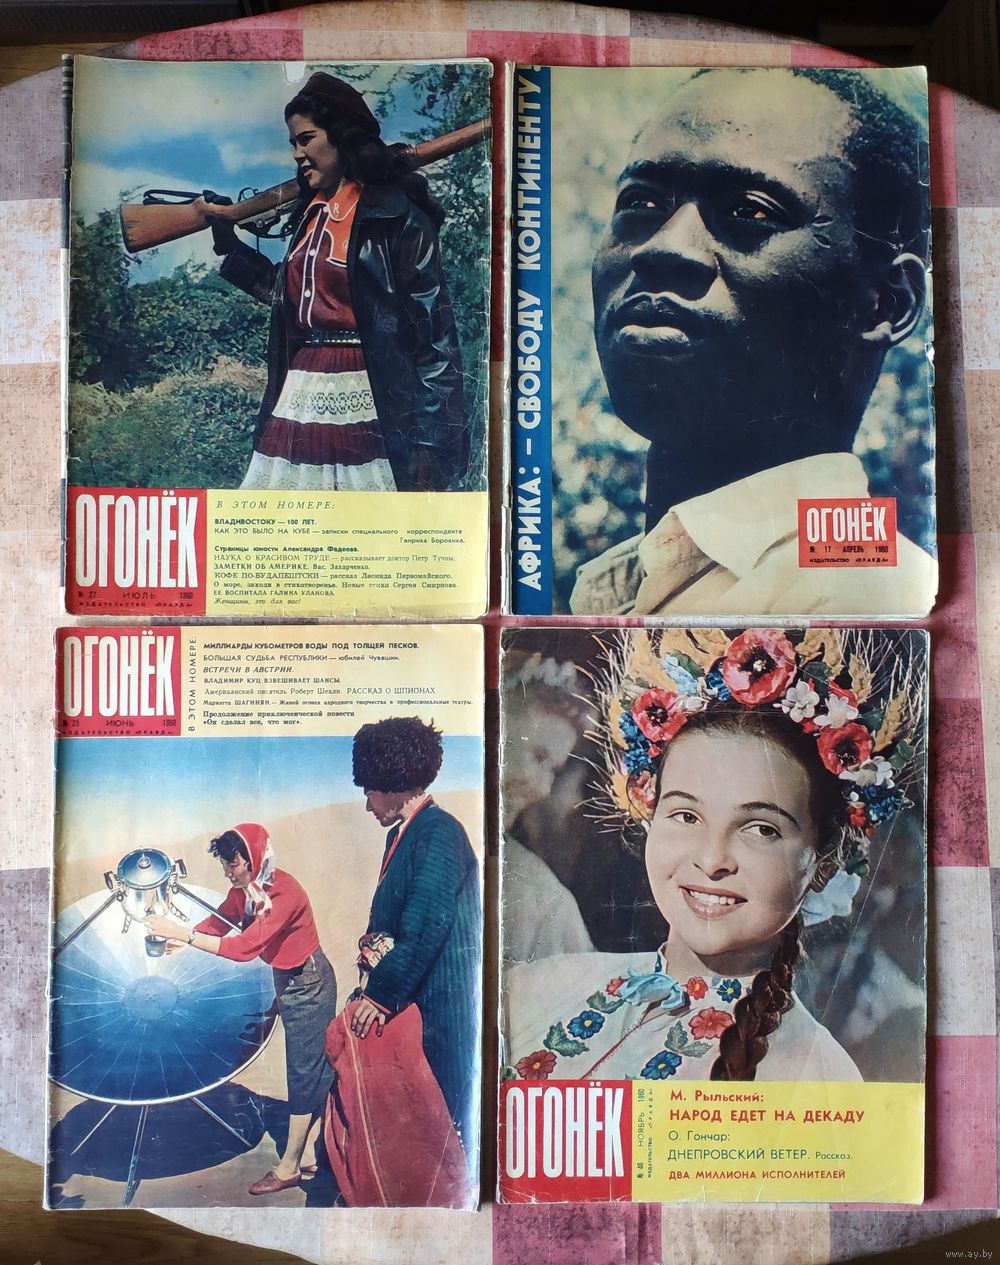 ОГОНЁК
№ 27 ИЮЛЬ 1960
ИЗДАТЕЛЬСТВО «ПРАВДА»
В ЭТОМ НОМЕРЕ:
ВЛАДИВОСТОКУ — 100 ЛЕТ.
КАК ЭТО БЫЛО НА КУБЕ — записки специального корреспондента
Генриха Боровика.
Страницы юности Александра Фадеева.
НАУКА О КРАСИВОМ ТРУДЕ — рассказывает доктор Петр Тучны.
ЗАМЕТКИ ОБ АМЕРИКЕ. Вас. Захарченко.
КОФЕ ПО-БУДАПЕШТСКИ — рассказ Леонида Первомайского.
О море, заходи в стихотворенье. Новые стихи Сергея Смирнова.
ЕЕ ВОСПИТАЛА ГАЛИНА УЛАНОВА.
Женщины, это для вас!
АФРИКА: — СВОБОДУ КОНТИНЕНТУ!
ОГОНЁК
№ 17 АПРЕЛЬ 1960
ИЗДАТЕЛЬСТВО «ПРАВДА»
ОГОНЁК
№ 25 ИЮНЬ 1960
ИЗДАТЕЛЬСТВО «ПРАВДА»
В ЭТОМ НОМЕРЕ:
МИЛЛИАРДЫ КУБОМЕТРОВ ВОДЫ ПОД ТОЛЩЕЙ ПЕСКОВ.
БОЛЬШАЯ СУДЬБА РЕСПУБЛИКИ — юбилей Чувашии.
ВСТРЕЧИ В АВСТРИИ.
ВЛАДИМИР КУЦ ВЗВЕШИВАЕТ ШАНСЫ.
Американский писатель Роберт Шекли. РАССКАЗ О ШПИОНАХ.
Мариэтта ШАГИНЯН. — Живой огонек народного творчества и профессиональные театры.
Продолжение приключенческой повести
«Он сделал все, что мог».
ОГОНЁК
№ 48 НОЯБРЬ 1960
ИЗДАТЕЛЬСТВО «ПРАВДА»
М. Рыльский:
НАРОД ЕДЕТ НА ДЕКАДУ
О. Гончар:
ДНЕПРОВСКИЙ ВЕТЕР. Рассказ.
ДВА МИЛЛИОНА ИСПОЛНИТЕЛЕЙ
www.ay.by